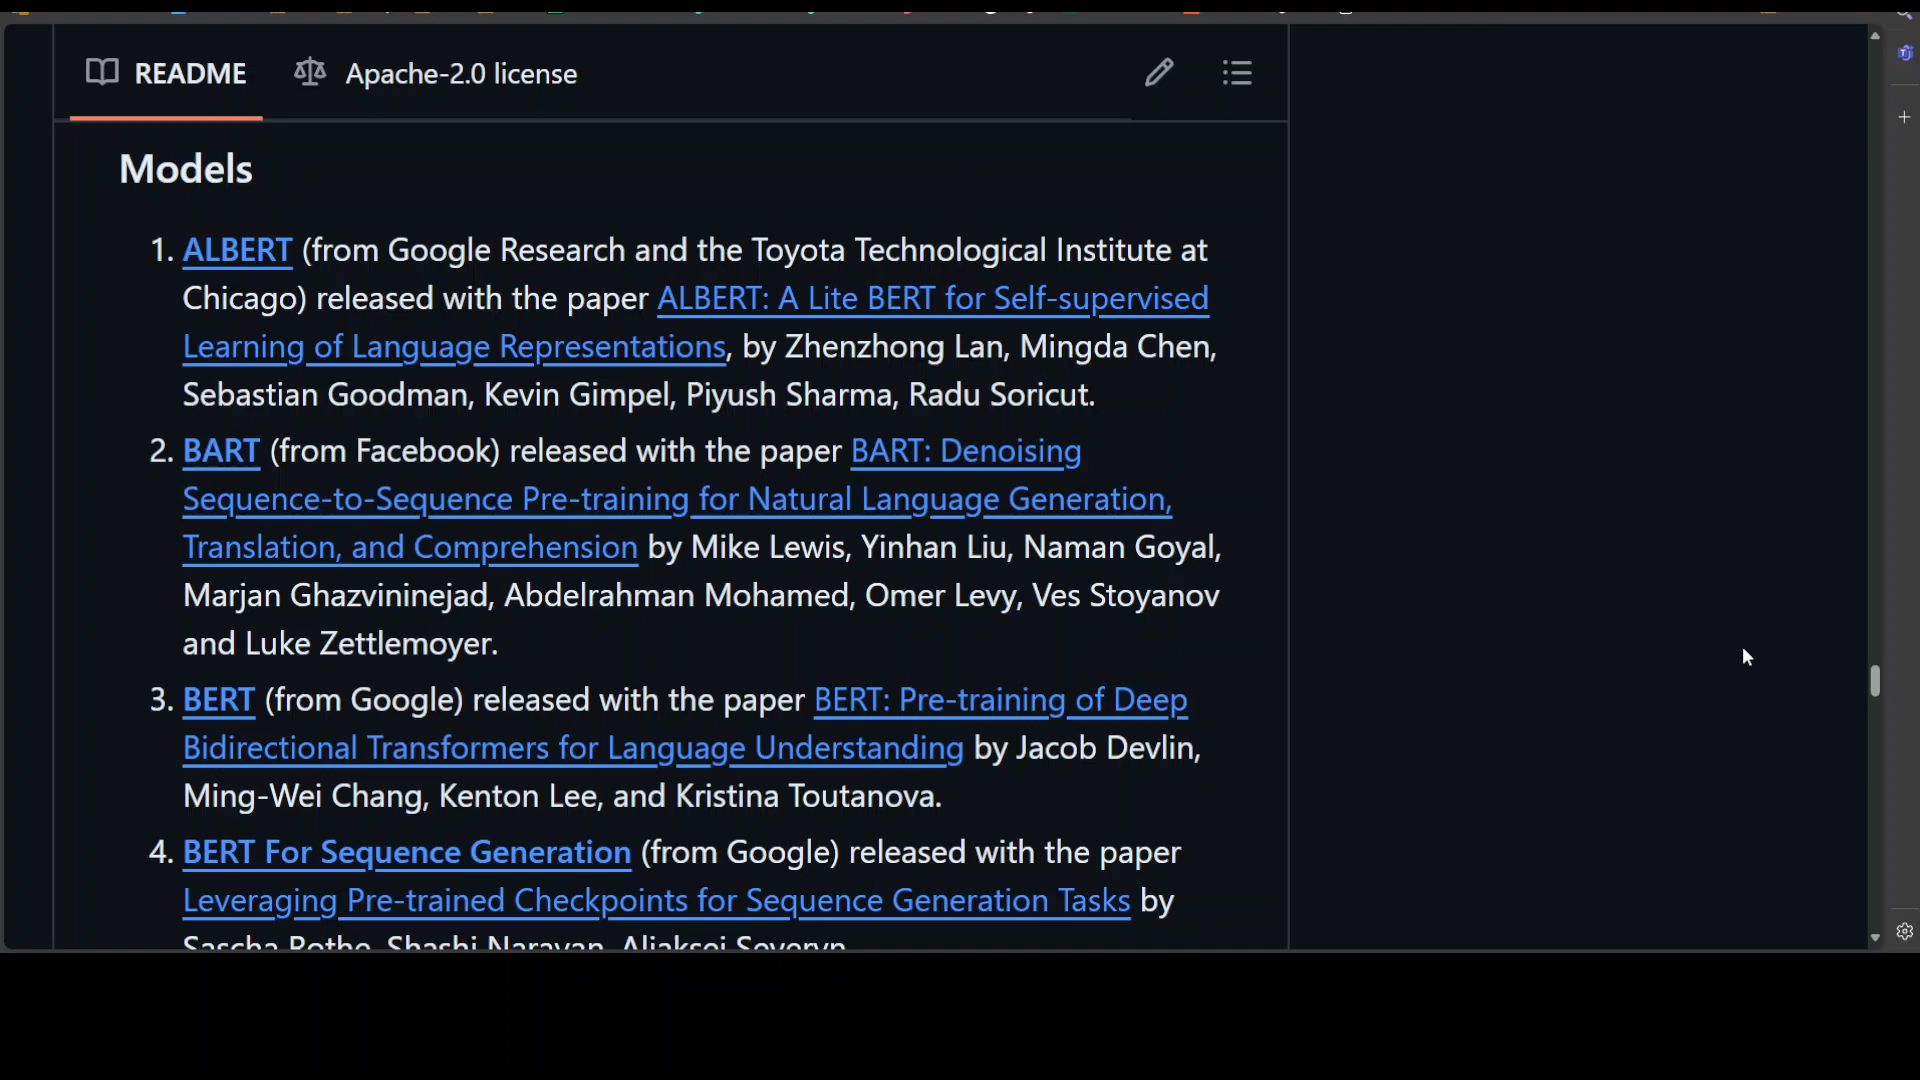 README Apache-2.0 license
Models
1. ALBERT (from Google Research and the Toyota Technological Institute at
Chicago) released with the paper ALBERT: A Lite BERT for Self-supervised
Learning of Language Representations, by Zhenzhong Lan, Mingda Chen,
Sebastian Goodman, Kevin Gimpel, Piyush Sharma, Radu Soricut.
2. BART (from Facebook) released with the paper BART: Denoising
Sequence-to-Sequence Pre-training for Natural Language Generation,
Translation, and Comprehension by Mike Lewis, Yinhan Liu, Naman Goyal,
Marjan Ghazvininejad, Abdelrahman Mohamed, Omer Levy, Ves Stoyanov
and Luke Zettlemoyer.
3. BERT (from Google) released with the paper BERT: Pre-training of Deep
Bidirectional Transformers for Language Understanding by Jacob Devlin,
Ming-Wei Chang, Kenton Lee, and Kristina Toutanova.
4. BERT For Sequence Generation (from Google) released with the paper
Leveraging Pre-trained Checkpoints for Sequence Generation Tasks by
Sascha Rothe, Shashi Narayan, Aliaksei Severyn